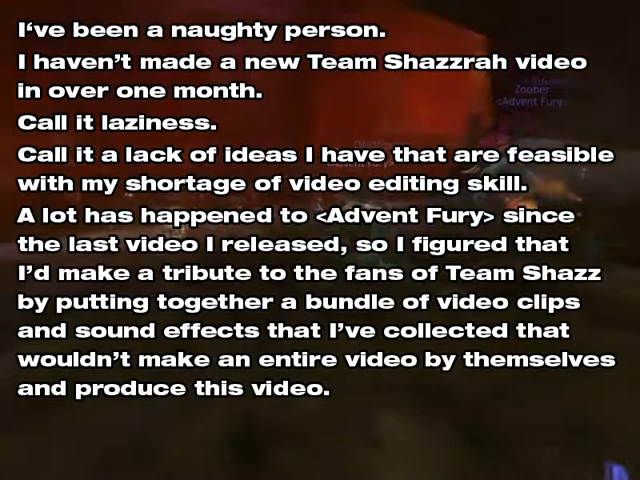 I've been a naughty person.
I haven't made a new Team Shazzrah video
in over one month.
Call it laziness.
Call it a lack of ideas I have that are feasible
with my shortage of video editing skill.
Zoober
<Advent Fury>
A lot has happened to <Advent Fury> since
the last video I released, so I figured that
I'd make a tribute to the fans of Team Shazz
by putting together a bundle of video clips
and sound effects that I've collected that
wouldn't make an entire video by themselves
and produce this video.